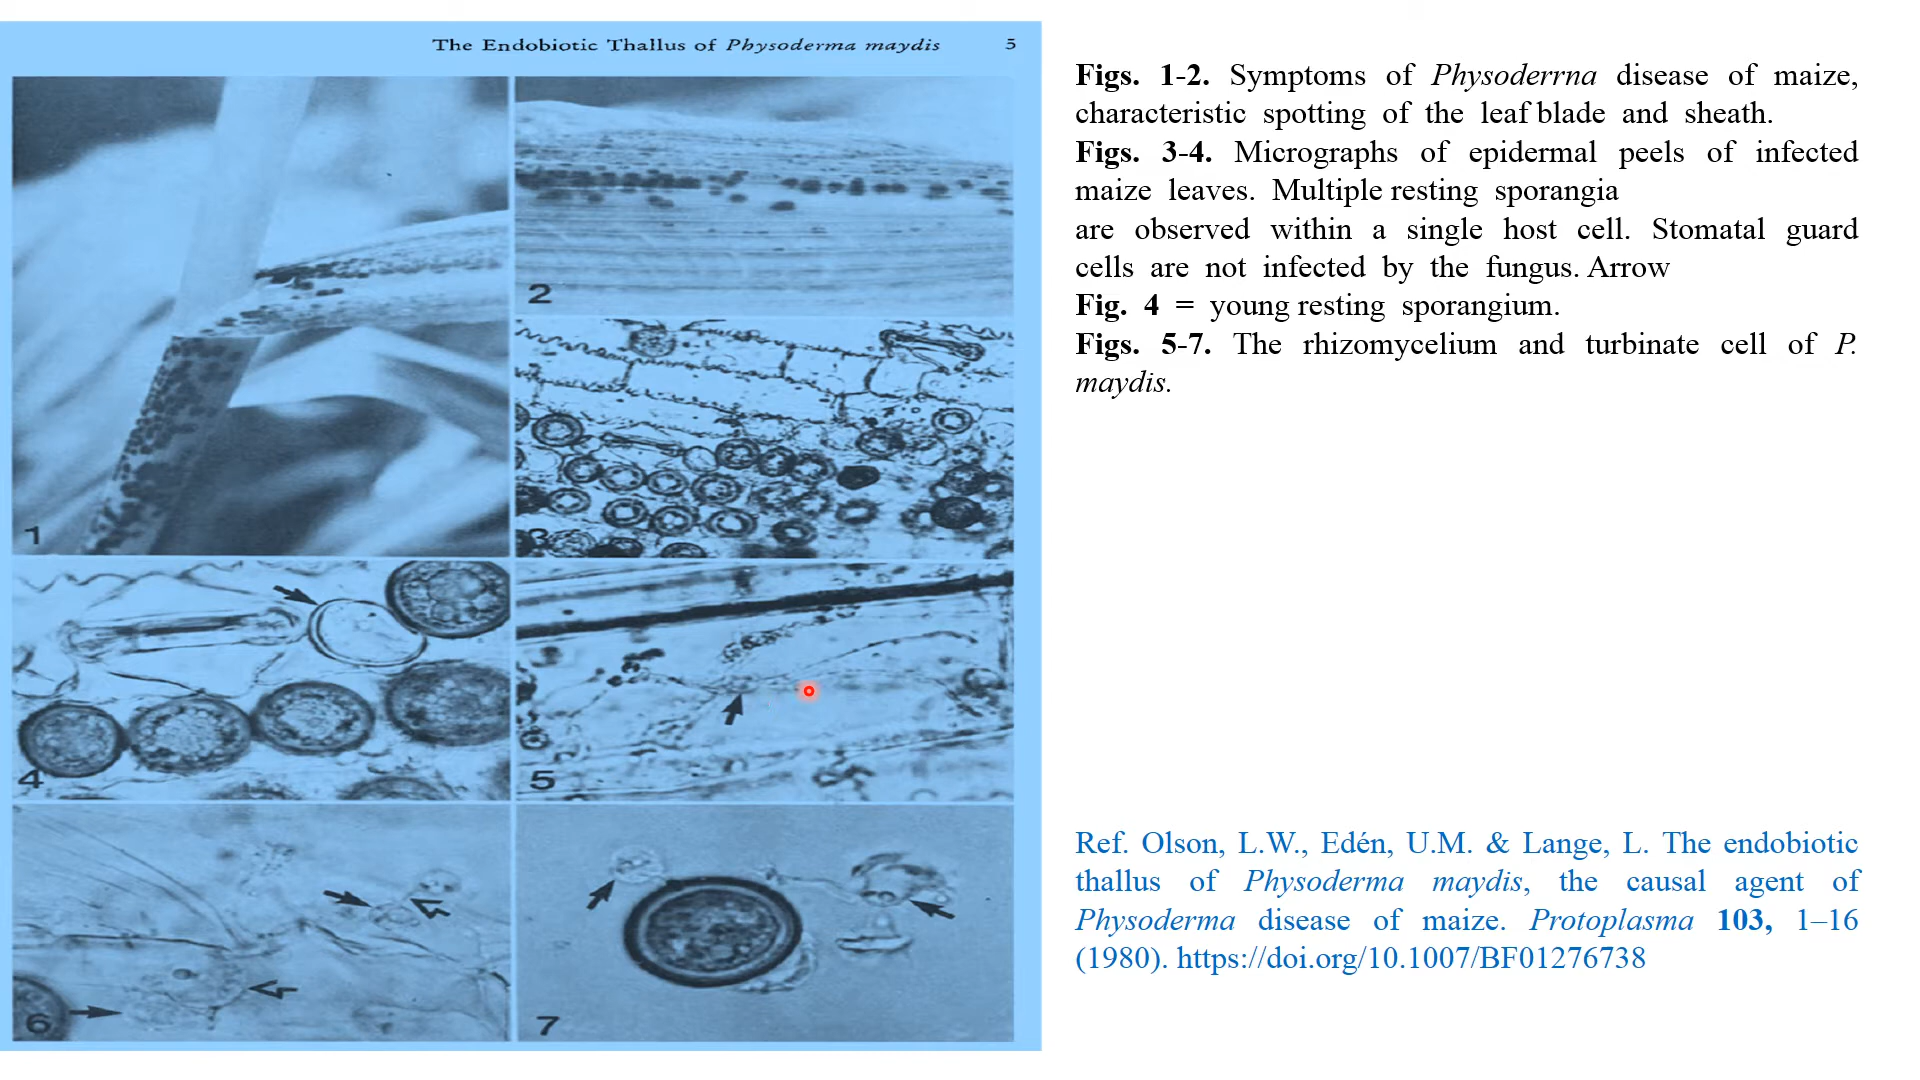 The Endobiotic Thallus of Physoderma maydis 5
1
2
3
4
5
6
7
Figs. 1-2. Symptoms of Physoderrna disease of maize,
characteristic spotting of the leaf blade and sheath.
Figs. 3-4. Micrographs of epidermal peels of infected
maize leaves. Multiple resting sporangia
are observed within a single host cell. Stomatal guard
cells are not infected by the fungus. Arrow
Fig. 4 = young resting sporangium.
Figs. 5-7. The rhizomycelium and turbinate cell of P.
maydis.
Ref. Olson, L.W., Edén, U.M. & Lange, L. The endobiotic
thallus of Physoderma maydis, the causal agent of
Physoderma disease of maize. Protoplasma 103, 1–16
(1980). https://doi.org/10.1007/BF01276738